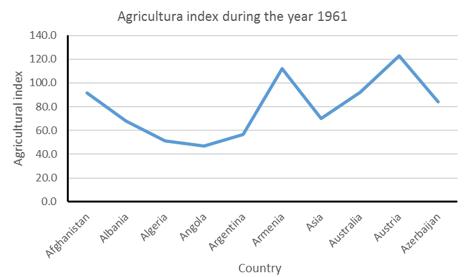 Agricultura index during the year 1961
Agricultural Index
140.0
120.0
100.0
80.0
60.0
40.0
20.0
0.0
Afghanistan
Albania
Algeria
Angola
Argentina
Armenia
Asia
Australia
Austria
Azerbaijan
Country